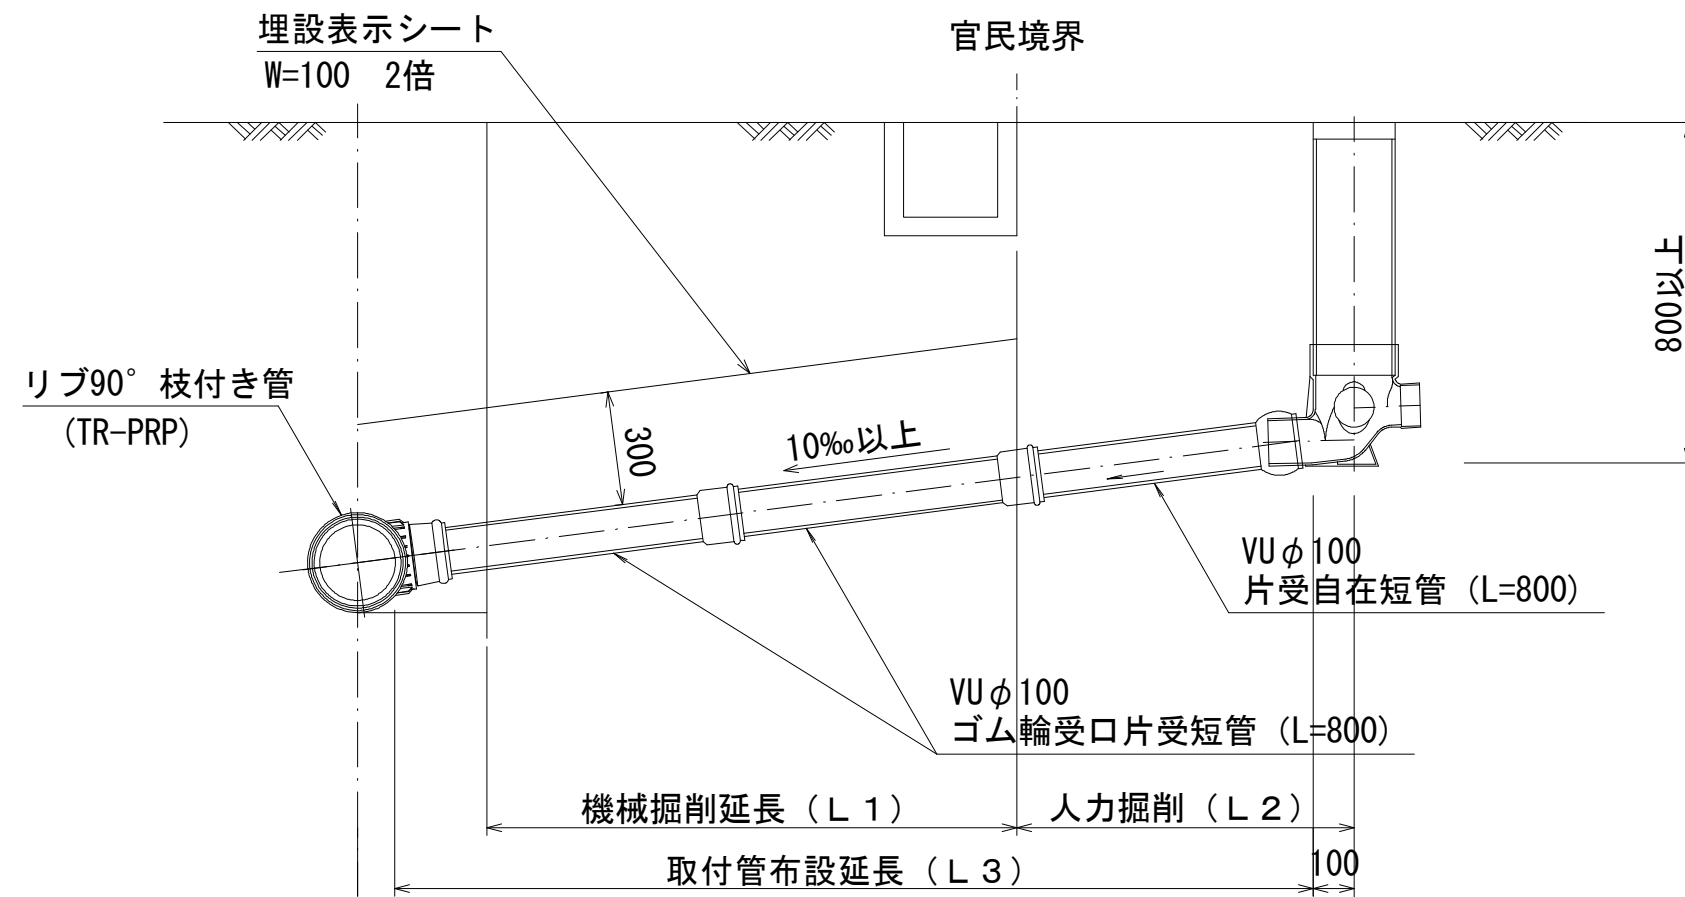 埋設表示シート
W=100 2倍
官民境界
800以上
リブ90°枝付き管
(TR-PRP)
300
10‰以上
VUφ100
片受自在短管 (L=800)
VUφ100
ゴム輪受口片受短管 (L=800)
機械掘削延長(L1)
人力掘削(L2)
取付管布設延長(L3)
100